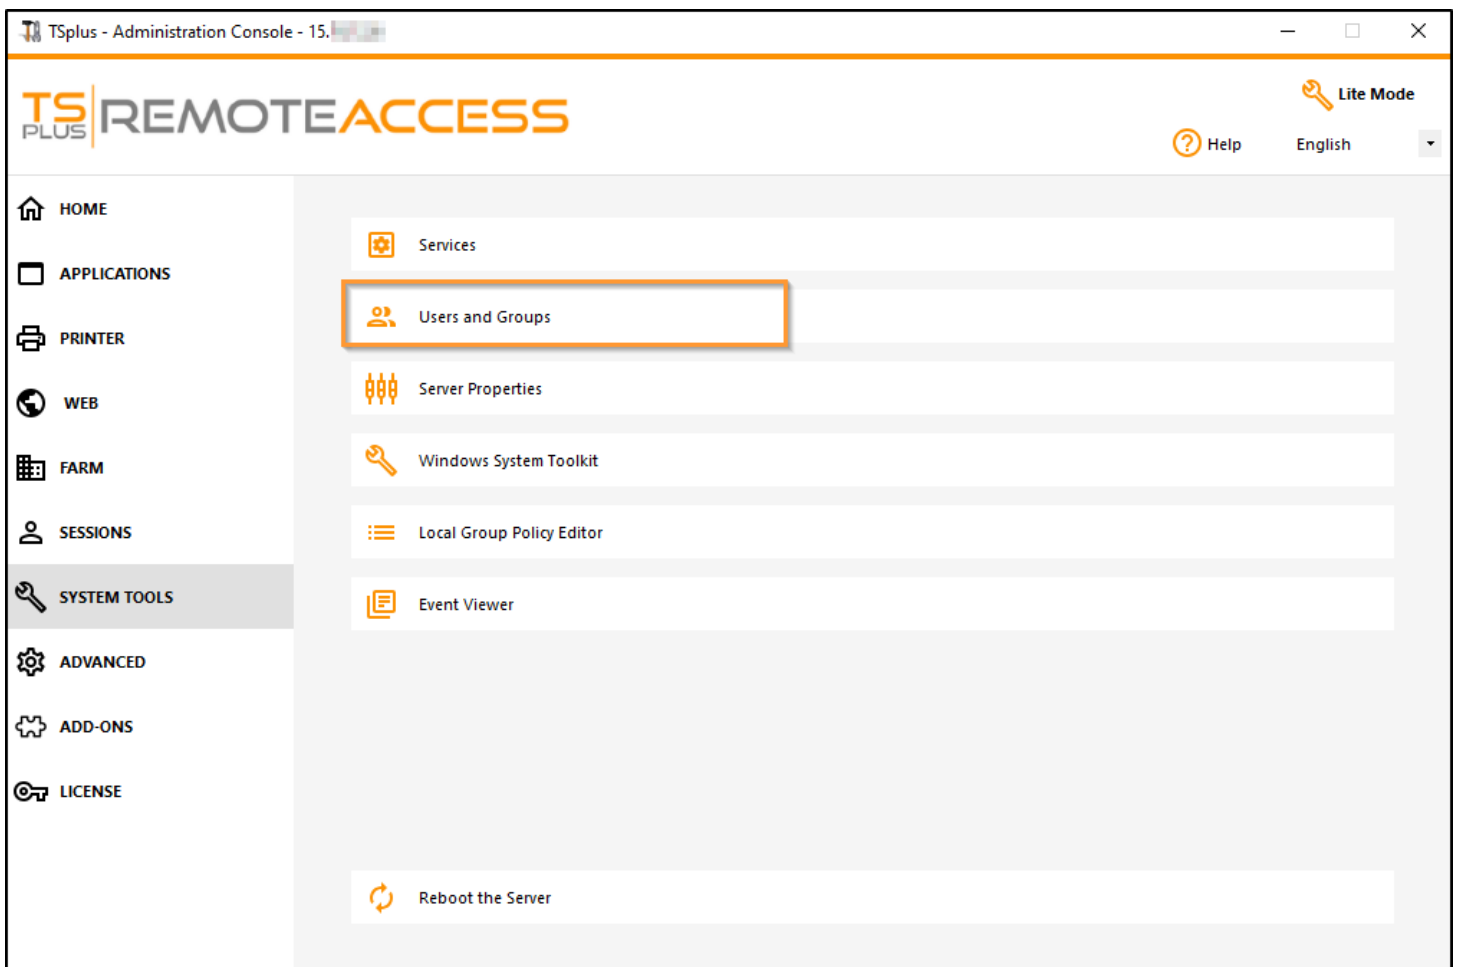 TSplus - Administration Console - 15.
TS PLUS REMOTEACCESS
Lite Mode
Help
English
HOME
APPLICATIONS
PRINTER
WEB
FARM
SESSIONS
SYSTEM TOOLS
ADVANCED
ADD-ONS
LICENSE
Services
Users and Groups
Server Properties
Windows System Toolkit
Local Group Policy Editor
Event Viewer
Reboot the Server